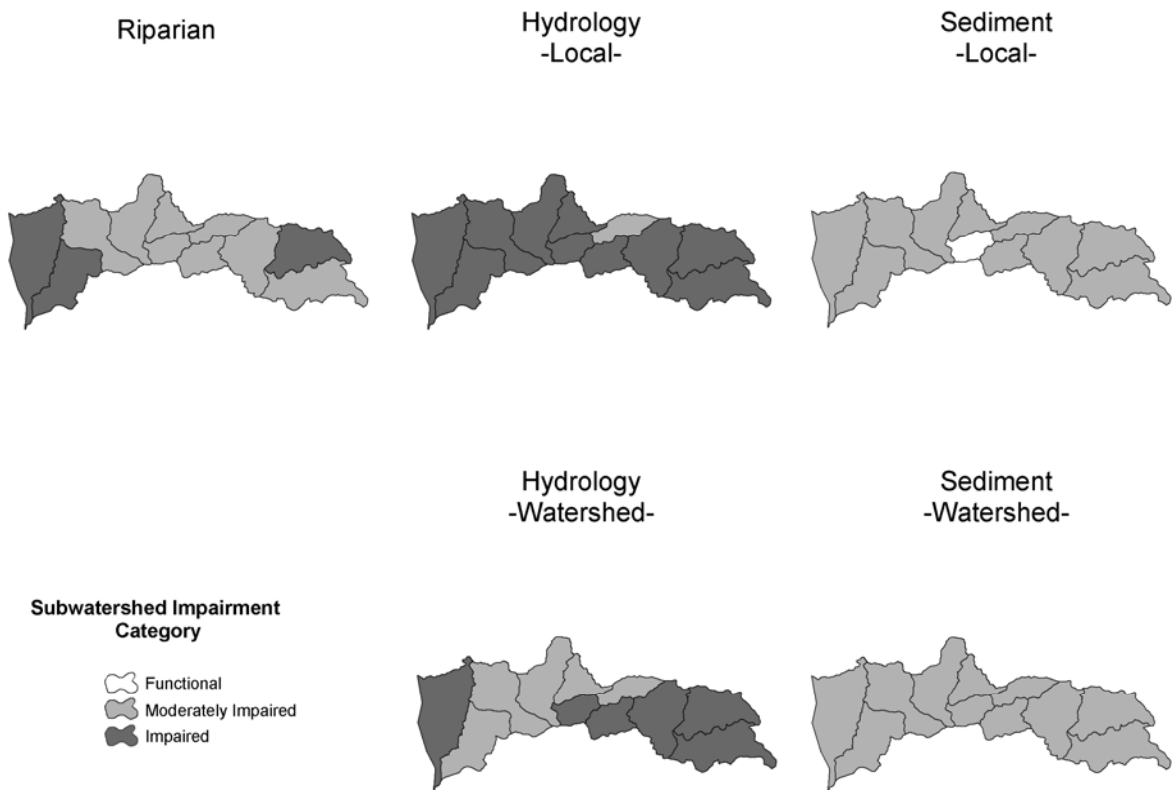 Riparian
Hydrology
-Local-
Sediment
-Local-
Hydrology
-Watershed-
Sediment
-Watershed-
Subwatershed Impairment
Category
Functional
Moderately Impaired
Impaired